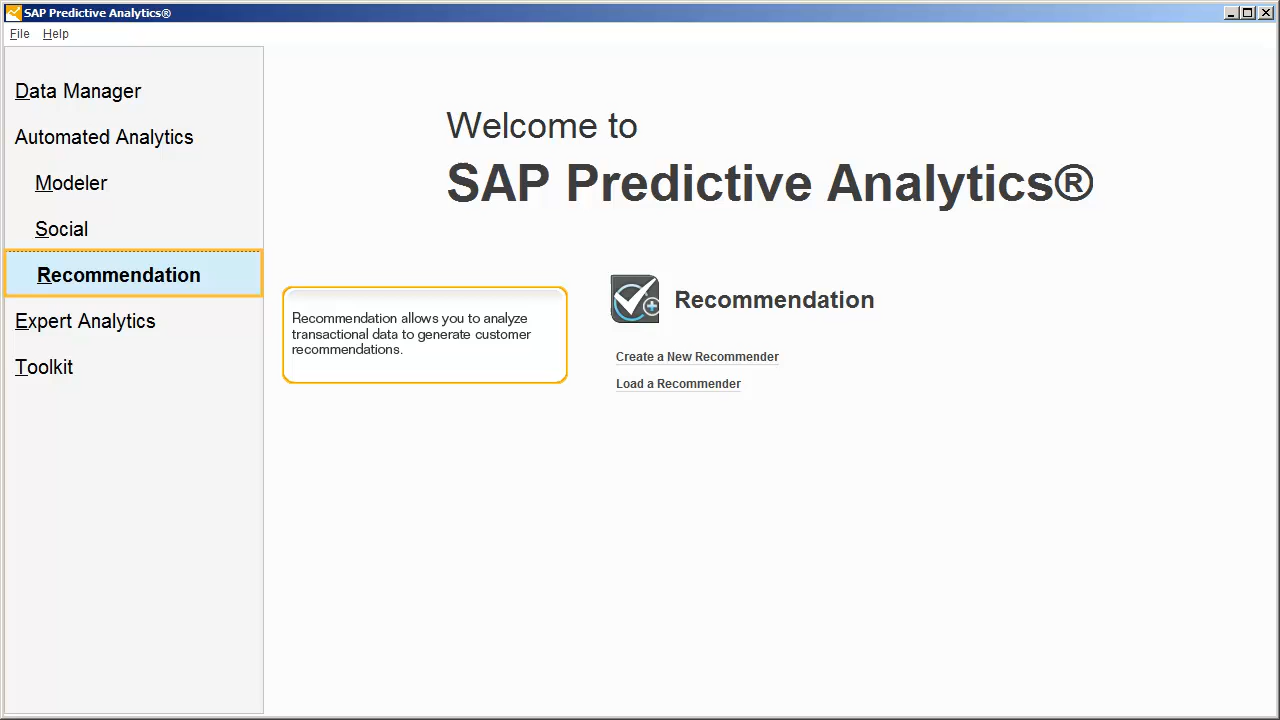 SAP Predictive Analytics®
File Help
Data Manager
Automated Analytics
Modeler
Social
Recommendation
Expert Analytics
Toolkit
Welcome to
SAP Predictive Analytics®
Recommendation allows you to analyze
transactional data to generate customer
recommendations.
Recommendation
Create a New Recommender
Load a Recommender